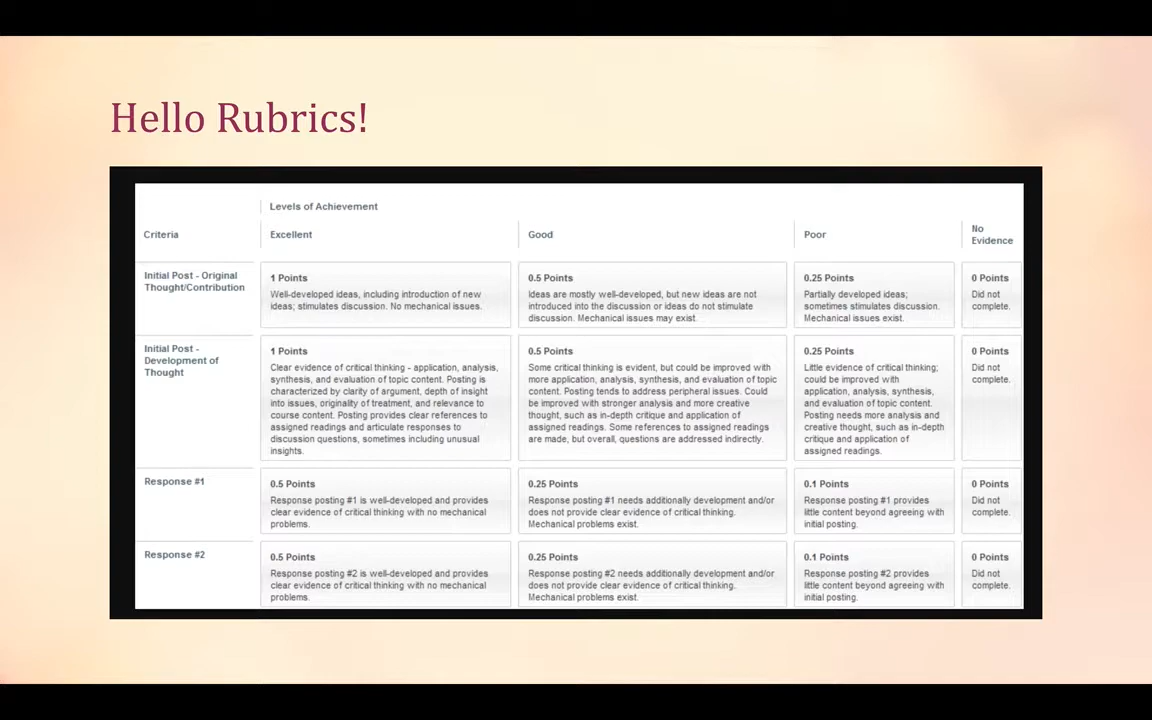 Hello Rubrics!
Levels of Achievement
Criteria
Excellent
Good
Poor
No
Evidence
Initial Post - Original
Thought/Contribution
1 Points
Well-developed ideas, including introduction of new
ideas; stimulates discussion. No mechanical issues.
0.5 Points
Ideas are mostly well-developed, but new ideas are not
introduced into the discussion or ideas do not stimulate
discussion. Mechanical issues may exist.
0.25 Points
Partially developed ideas;
sometimes stimulates discussion.
Mechanical issues exist.
0 Points
Did not
complete.
Initial Post -
Development of
Thought
1 Points
Clear evidence of critical thinking - application, analysis,
synthesis, and evaluation of topic content. Posting is
characterized by clarity of argument, depth of insight
into issues, originality of treatment, and relevance to
course content. Posting provides clear references to
assigned readings and articulate responses to
discussion questions, sometimes including unusual
insights.
0.5 Points
Some critical thinking is evident, but could be improved with
more application, analysis, synthesis, and evaluation of topic
content. Posting tends to address peripheral issues. Could
be improved with stronger analysis and more creative
thought, such as in-depth critique and application of
assigned readings. Some references to assigned readings
are made, but overall, questions are addressed indirectly.
0.25 Points
Little evidence of critical thinking;
could be improved with
application, analysis, synthesis,
and evaluation of topic content.
Posting needs more analysis and
creative thought, such as in-depth
critique and application of
assigned readings.
0 Points
Did not
complete.
Response #1
0.5 Points
Response posting #1 is well-developed and provides
clear evidence of critical thinking with no mechanical
problems.
0.25 Points
Response posting #1 needs additionally development and/or
does not provide clear evidence of critical thinking.
Mechanical problems exist.
0.1 Points
Response posting #1 provides
little content beyond agreeing with
initial posting.
0 Points
Did not
complete.
Response #2
0.5 Points
Response posting #2 is well-developed and provides
clear evidence of critical thinking with no mechanical
problems.
0.25 Points
Response posting #2 needs additionally development and/or
does not provide clear evidence of critical thinking.
Mechanical problems exist.
0.1 Points
Response posting #2 provides
little content beyond agreeing with
initial posting.
0 Points
Did not
complete.